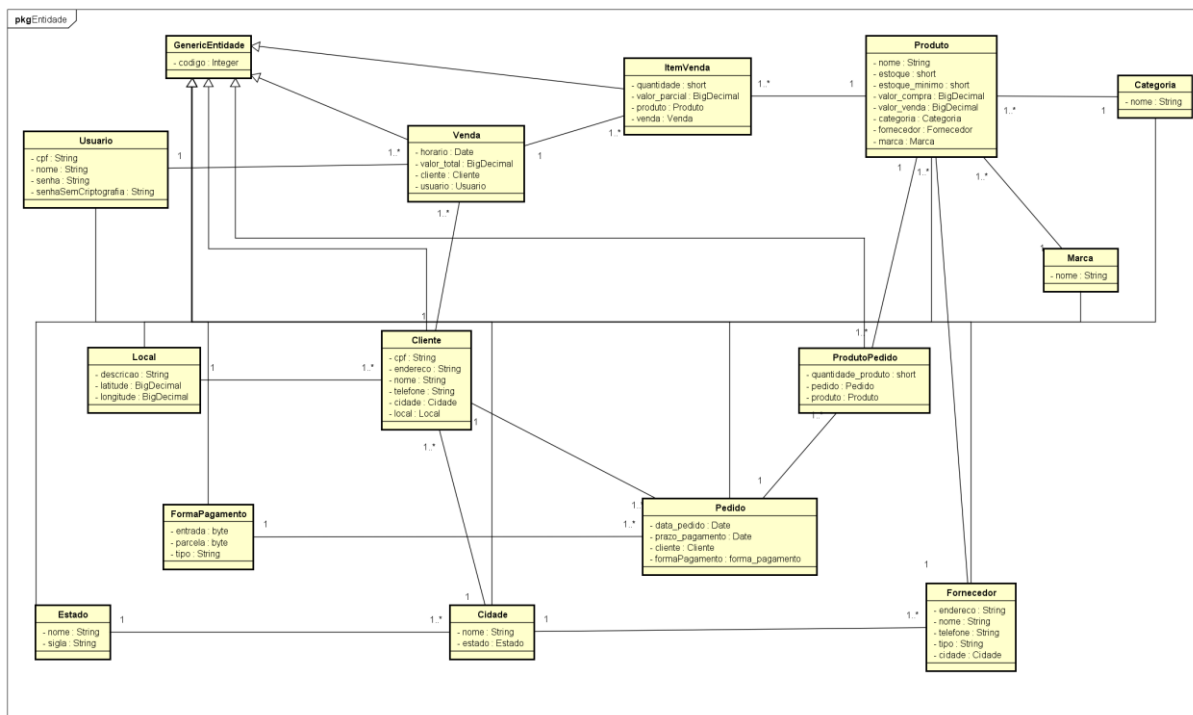 pkg Entidade
GenericEntidade
- codigo : Integer
ItemVenda
- quantidade : short
- valor_parcial : BigDecimal
- produto : Produto
- venda : Venda
Produto
- nome : String
- estoque : short
- estoque_minimo : short
- valor_compra : BigDecimal
- valor_venda : BigDecimal
- categoria : Categoria
- fornecedor : Fornecedor
- marca : Marca
Categoria
- nome : String
1..*
1
1..*
1
Usuario
- cpf : String
- nome : String
- senha : String
- senhaSemCriptografia : String
1
1..*
Venda
- horario : Date
- valor_total : BigDecimal
- cliente : Cliente
- usuario : Usuario
1
1..*
1..*
1
1..*
1..*
1
Marca
- nome : String
1
Local
- descricao : String
- latitude : BigDecimal
- longitude : BigDecimal
1
1..*
Cliente
- cpf : String
- endereco : String
- nome : String
- telefone : String
- cidade : Cidade
- local : Local
1..*
ProdutoPedido
- quantidade_produto : short
- pedido : Pedido
- produto : Produto
1..*
1
1..*
1
FormaPagamento
- entrada : byte
- parcela : byte
- tipo : String
1
1..*
1..*
Pedido
- data_pedido : Date
- prazo_pagamento : Date
- cliente : Cliente
- formaPagamento : forma_pagamento
1
1
Estado
- nome : String
- sigla : String
1
1..*
Cidade
- nome : String
- estado : Estado
1
1..*
Fornecedor
- endereco : String
- nome : String
- telefone : String
- tipo : String
- cidade : Cidade